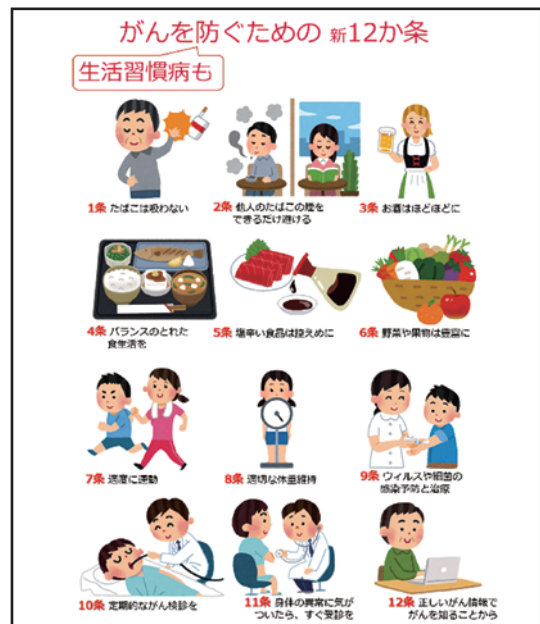 がんを防ぐための 新12か条
生活習慣病も
1条 たばこは吸わない
2条 他人のたばこの煙を
できるだけ避ける
3条 お酒はほどほどに
4条 バランスのとれた
食生活を
5条 塩辛い食品は控えめに
6条 野菜や果物は豊富に
7条 適度に運動
8条 適切な体重維持
9条 ウィルスや細菌の
感染予防と治療
10条 定期的ながん検診を
11条 身体の異常に気が
ついたら、すぐ受診を
12条 正しいがん情報で
がんを知ることから